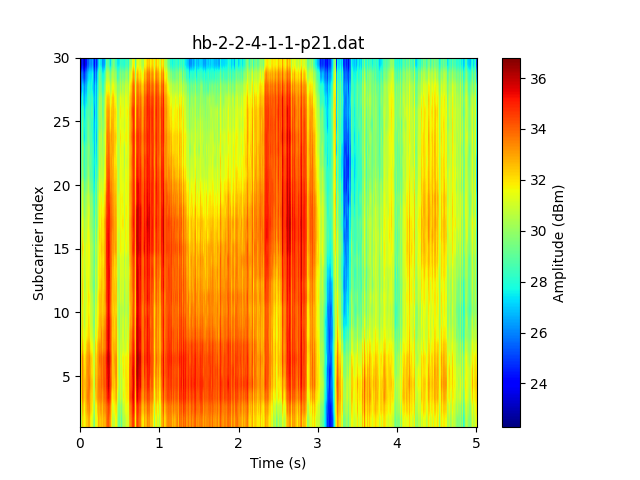 hb-2-2-4-1-1-p21.dat
30
25
20
15
10
5
Subcarrier Index
0 1 2 3 4 5
Time (s)
36
34
32
30
28
26
24
Amplitude (dBm)